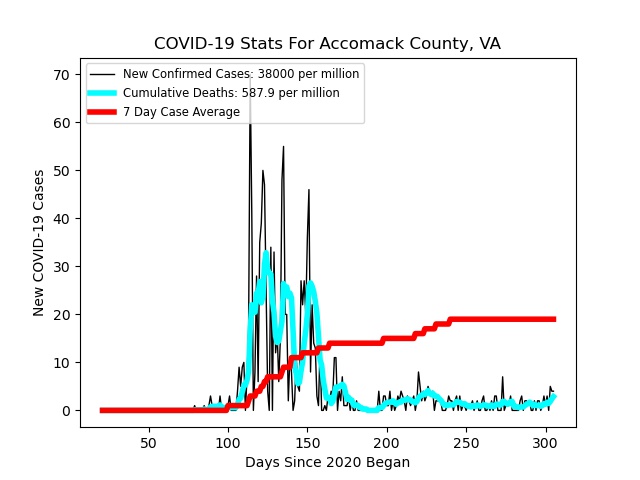 COVID-19 Stats For Accomack County, VA
New Confirmed Cases: 38000 per million
Cumulative Deaths: 587.9 per million
7 Day Case Average
New COVID-19 Cases
70
60
50
40
30
20
10
0
50 100 150 200 250 300
Days Since 2020 Began